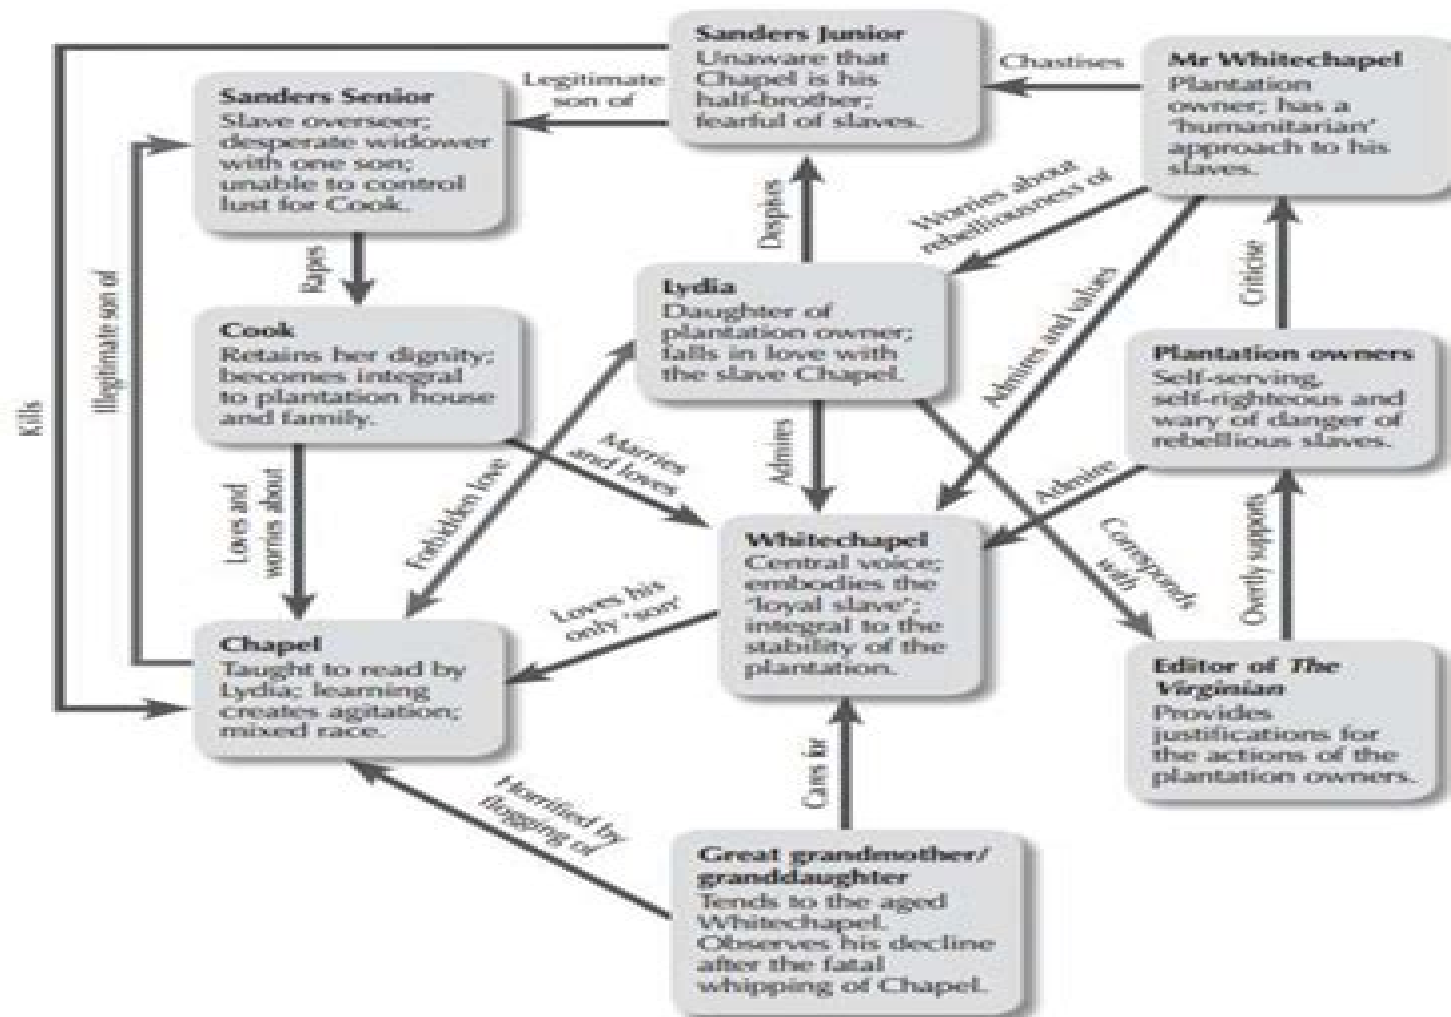 Sanders Junior
Unaware that
Chapel is his
half-brother;
fearful of slaves.
Mr Whitechapel
Plantation
owner; has a
'humanitarian'
approach to his
slaves.
Chastises
Legitimate
son of
Sanders Senior
Slave overseer;
desperate widower
with one son;
unable to control
lust for Cook.
Worries about
rebelliousness of
Despises
Rapes
Kills
Illegitimate son of
Lydia
Daughter of
plantation owner;
falls in love with
the slave Chapel.
Admires and values
Criticise
Cook
Retains her dignity;
becomes integral
to plantation house
and family.
Plantation owners
Self-serving,
self-righteous and
wary of danger of
rebellious slaves.
Marries
and loves
Admires
Admire
Loves and
worries about
Forbidden love
Corresponds
with
Overtly supports
Whitechapel
Central voice;
embodies the
'loyal slave';
integral to the
stability of the
plantation.
Loves his
only 'son'
Chapel
Taught to read by
Lydia; learning
creates agitation;
mixed race.
Editor of The
Virginian
Provides
justifications for
the actions of the
plantation owners.
Cares for
Horrified by
flogging of
Great grandmother/
granddaughter
Tends to the aged
Whitechapel.
Observes his decline
after the fatal
whipping of Chapel.